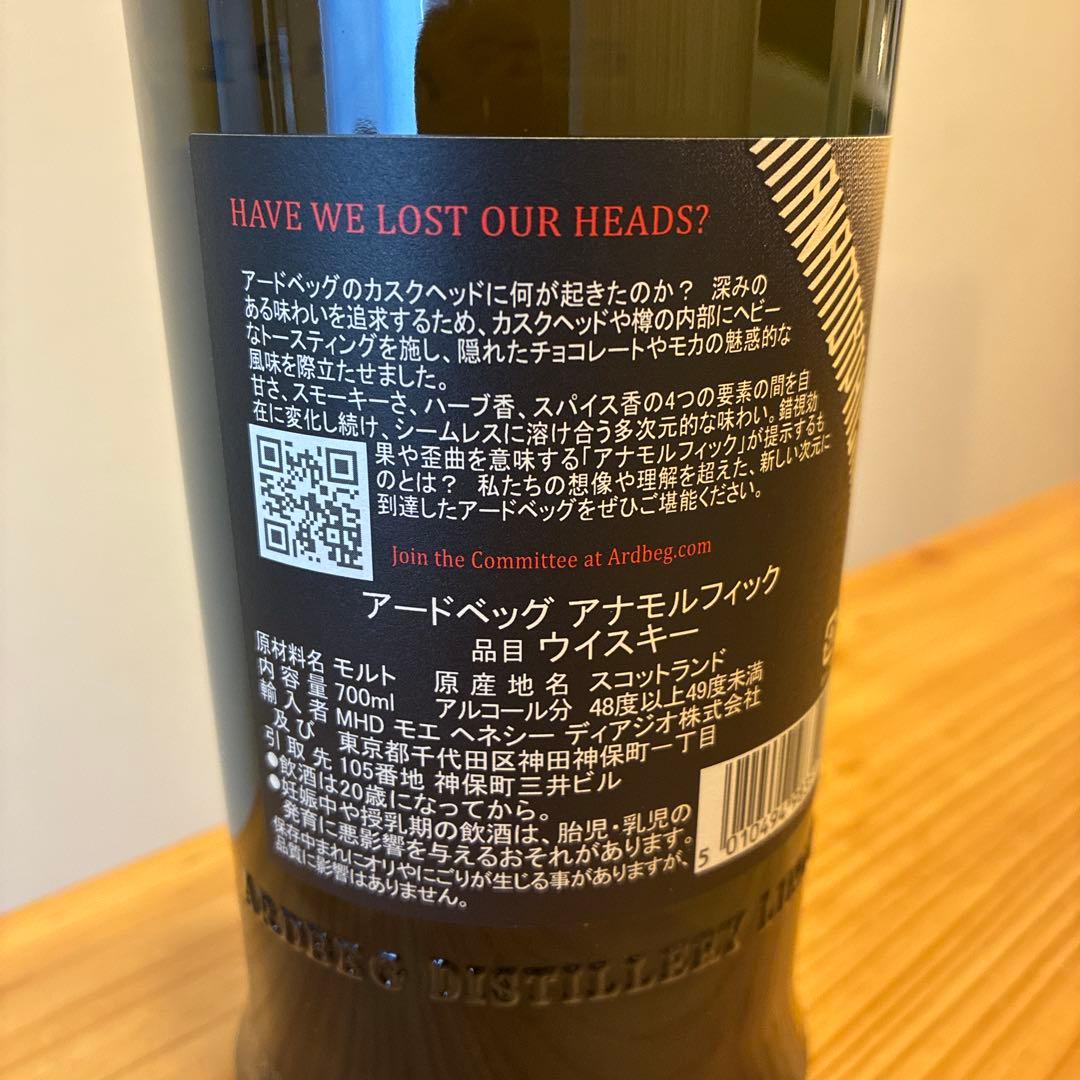 HAVE WE LOST OUR HEADS?
アードベッグのカスクヘッドに何が起きたのか？ 深みの
ある味わいを追求するため、カスクヘッドや樽の内部にヘビー
なトースティングを施し、隠れたチョコレートやモカの魅惑的な
風味を際立たせました。
甘さ、スモーキーさ、ハーブ香、スパイス香の4つの要素の間を自
在に変化し続け、シームレスに溶け合う多次元的な味わい。錯視効
果や歪曲を意味する「アナモルフィック」が提示するも
のとは？ 私たちの想像や理解を超えた、新しい次元に
到達したアードベッグをぜひご堪能ください。
Join the Committee at Ardbeg.com
アードベッグ アナモルフィック
品目 ウイスキー
原材料名 モルト 原産地名 スコットランド
内容量 700ml アルコール分 48度以上49度未満
輸入者 MHD モエ ヘネシー ディアジオ株式会社
及び 東京都千代田区神田神保町一丁目
引取先 105番地 神保町三井ビル
●飲酒は20歳になってから。
●妊娠中や授乳期の飲酒は、胎児・乳児の
発育に悪影響を与えるおそれがあります。
保存中まれにオリやにごりが生じる事がありますが、
品質に影響はありません。
ARDBEG DISTILLERY